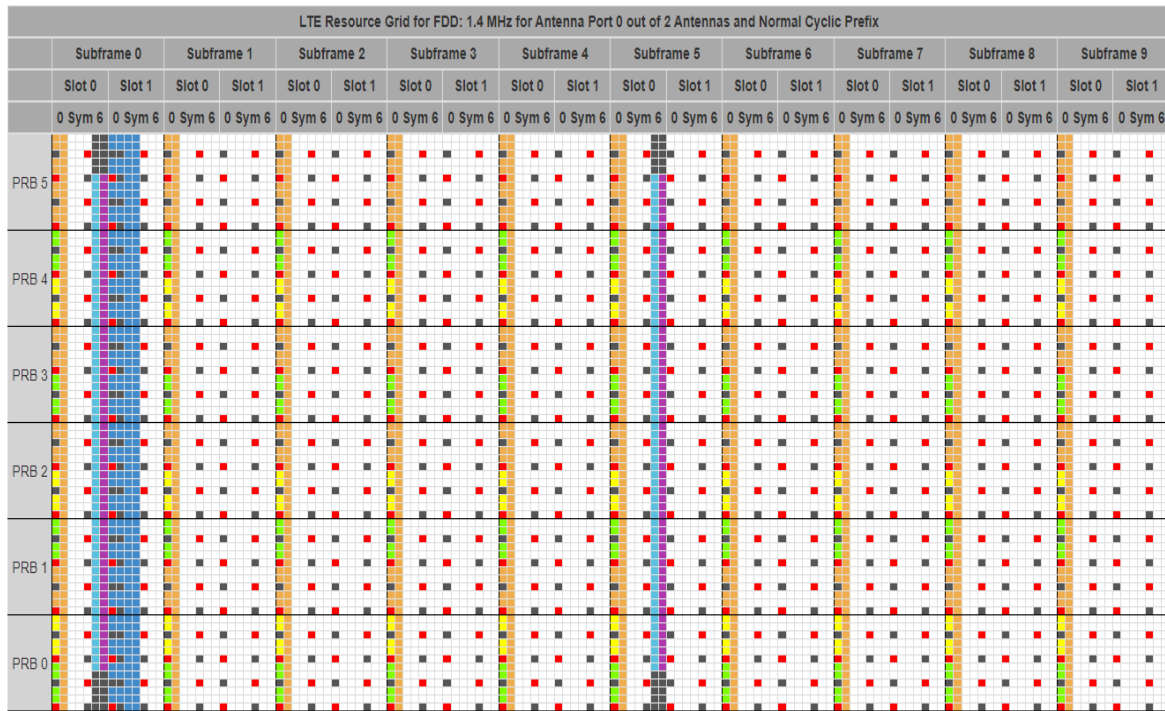 LTE Resource Grid for FDD: 1.4 MHz for Antenna Port 0 out of 2 Antennas and Normal Cyclic Prefix
Subframe 0 Subframe 1 Subframe 2 Subframe 3 Subframe 4 Subframe 5 Subframe 6 Subframe 7 Subframe 8 Subframe 9
Slot 0 Slot 1 Slot 0 Slot 1 Slot 0 Slot 1 Slot 0 Slot 1 Slot 0 Slot 1 Slot 0 Slot 1 Slot 0 Slot 1 Slot 0 Slot 1 Slot 0 Slot 1 Slot 0 Slot 1
0 Sym 6 0 Sym 6 0 Sym 6 0 Sym 6 0 Sym 6 0 Sym 6 0 Sym 6 0 Sym 6 0 Sym 6 0 Sym 6 0 Sym 6 0 Sym 6 0 Sym 6 0 Sym 6 0 Sym 6 0 Sym 6 0 Sym 6 0 Sym 6 0 Sym 6 0 Sym 6
PRB 5
PRB 4
PRB 3
PRB 2
PRB 1
PRB 0